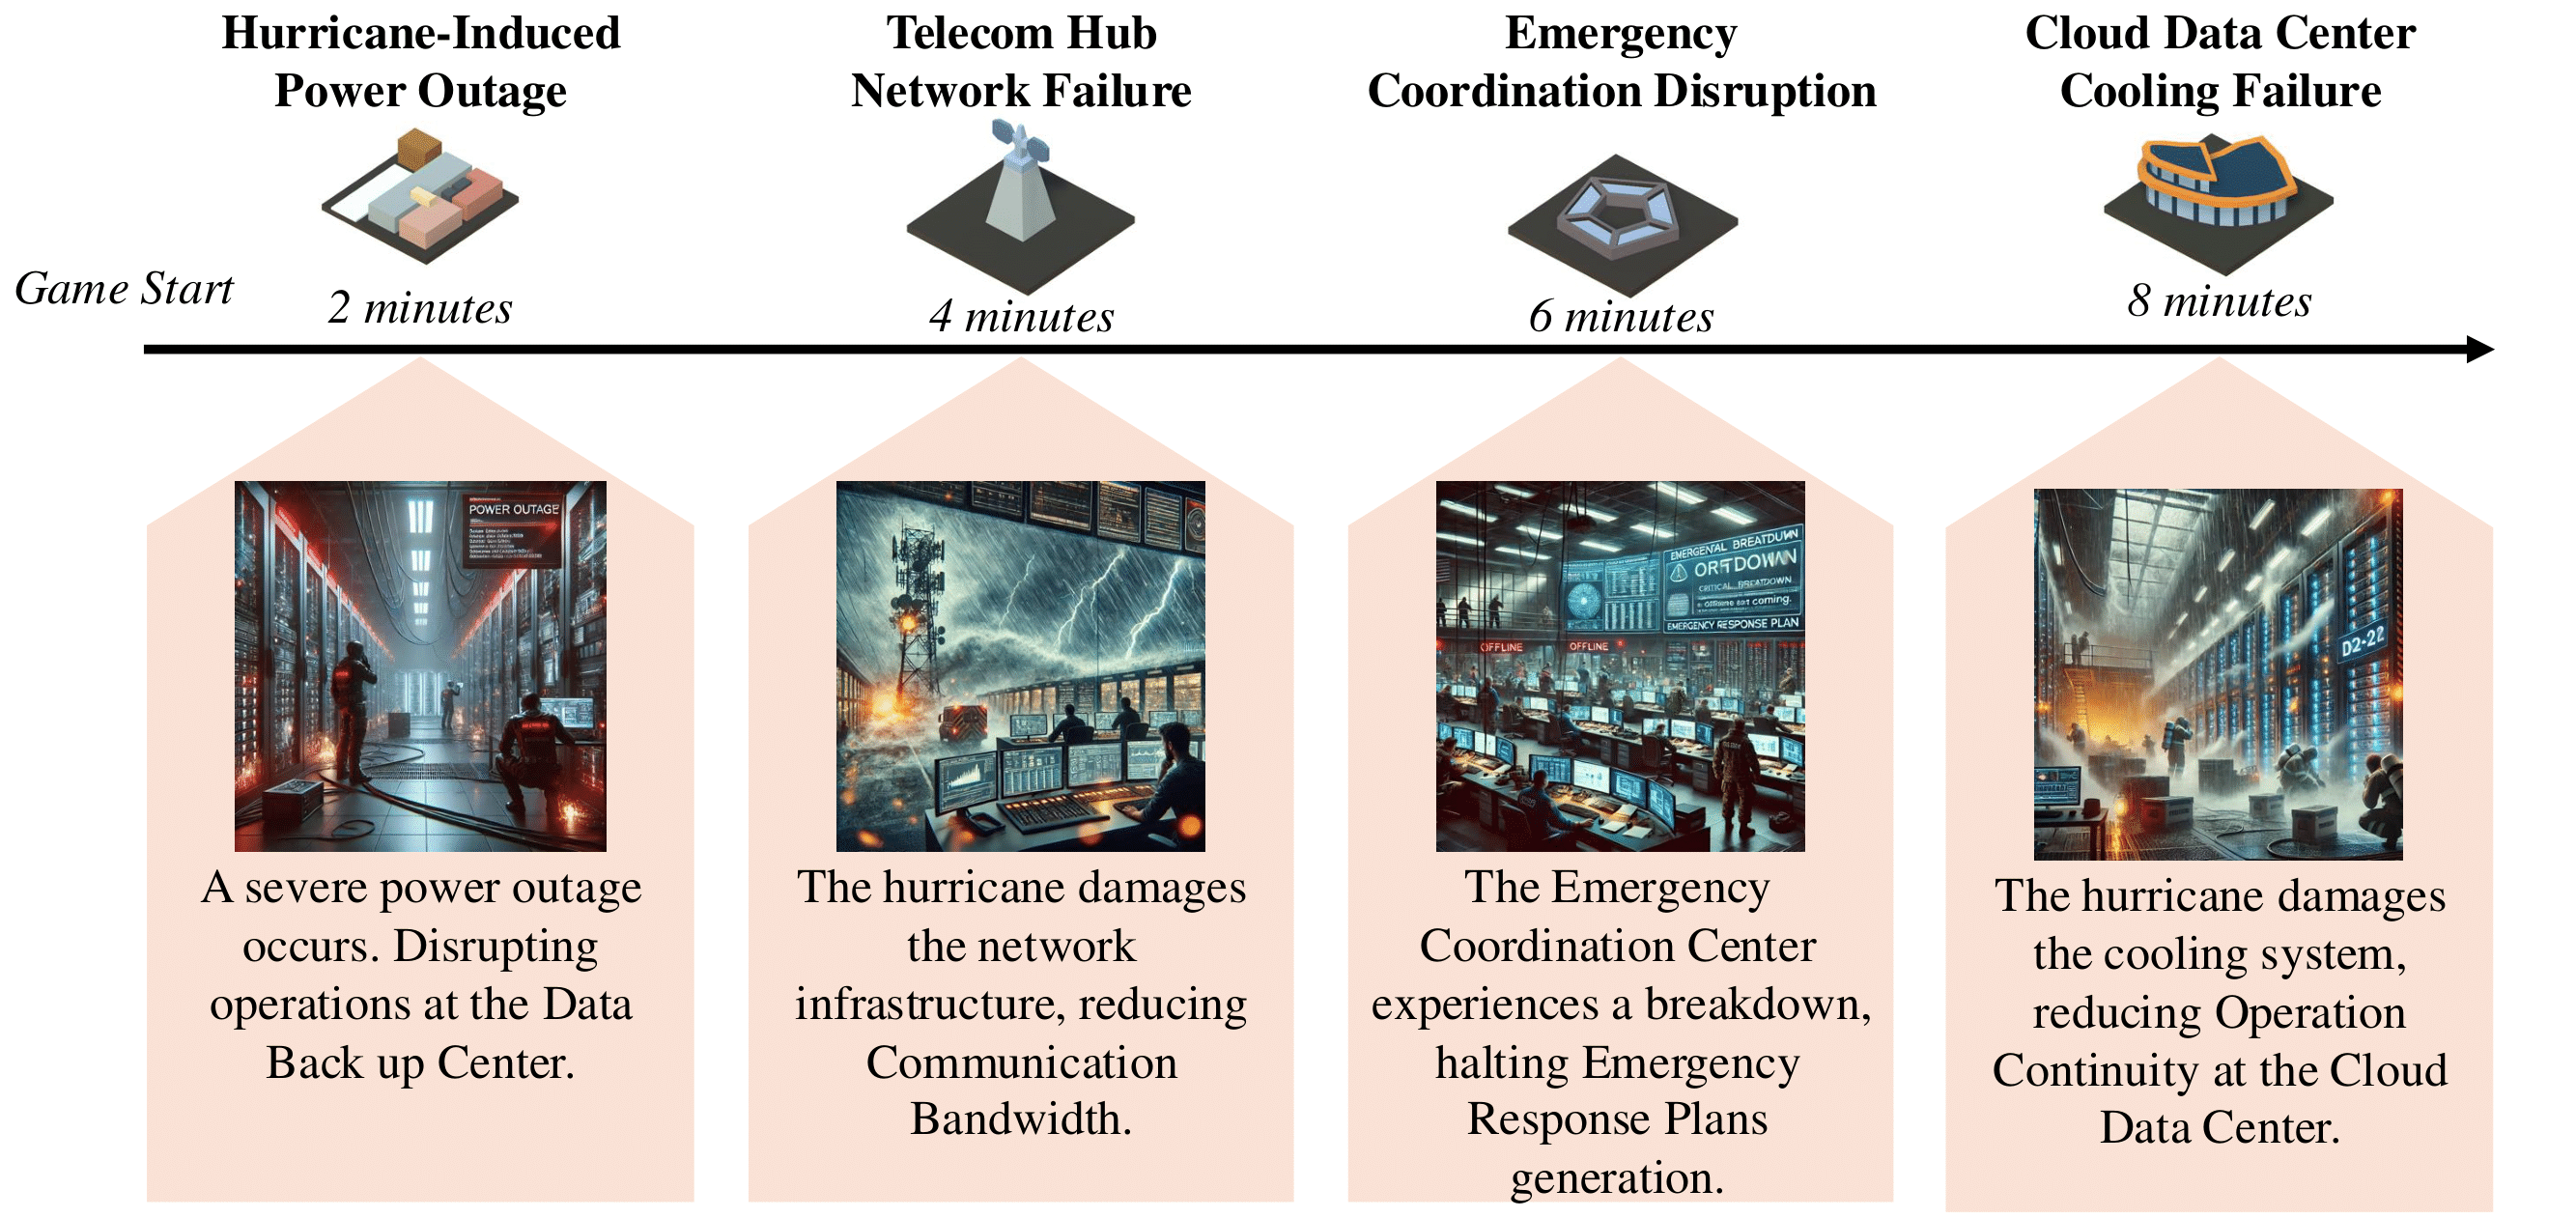 Hurricane-Induced
Power Outage
Telecom Hub
Network Failure
Emergency
Coordination Disruption
Cloud Data Center
Cooling Failure
Game Start
2 minutes
4 minutes
6 minutes
8 minutes
POWER OUTAGE
A severe power outage
occurs. Disrupting
operations at the Data
Back up Center.
The hurricane damages
the network
infrastructure, reducing
Communication
Bandwidth.
EMERGENTAL BREATDUWN
ORFDOWN
CRITICAL BREATDOWN
coming.
EMERGENCY RESPONSE PLAN
OFFLINE
OFFLINE
The Emergency
Coordination Center
experiences a breakdown,
halting Emergency
Response Plans
generation.
D2-22
The hurricane damages
the cooling system,
reducing Operation
Continuity at the Cloud
Data Center.